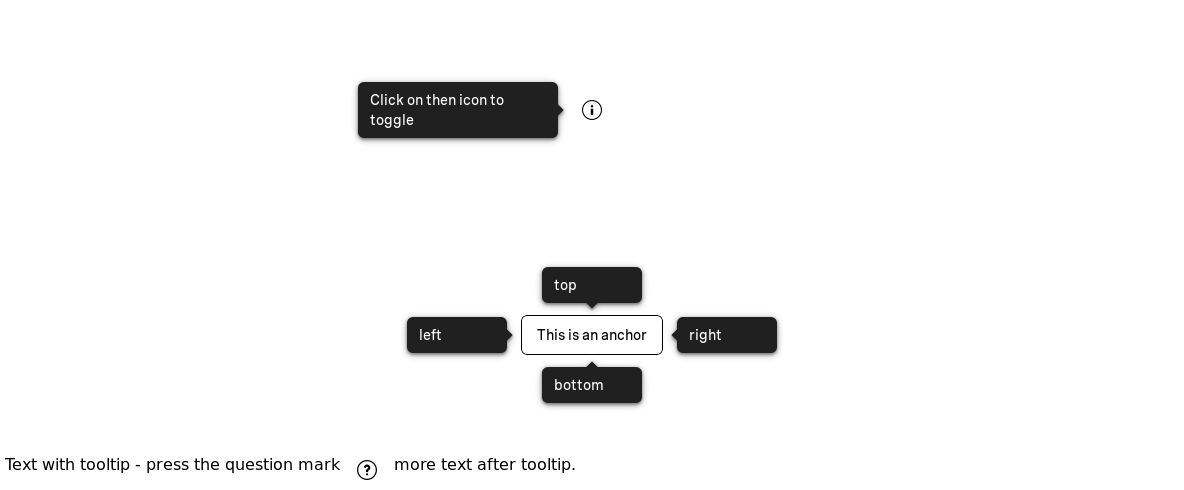 Click on then icon to
toggle
top
left
This is an anchor
right
bottom
Text with tooltip - press the question mark ? more text after tooltip.